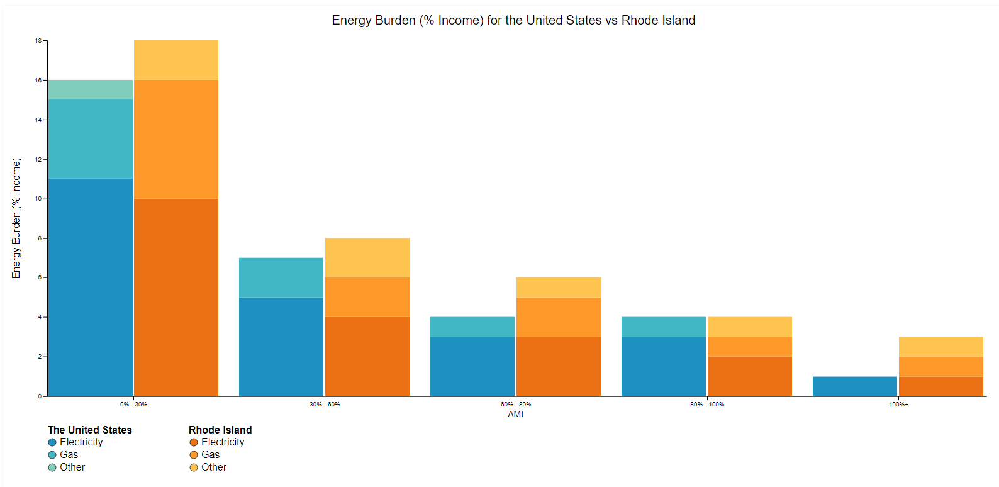 Energy Burden (% Income) for the United States vs Rhode Island
18
16
14
12
10
8
6
4
2
0
Energy Burden (% Income)
0% - 30%
30% - 60%
60% - 80%
80% - 100%
100%+
AMI
The United States
Electricity
Gas
Other
Rhode Island
Electricity
Gas
Other